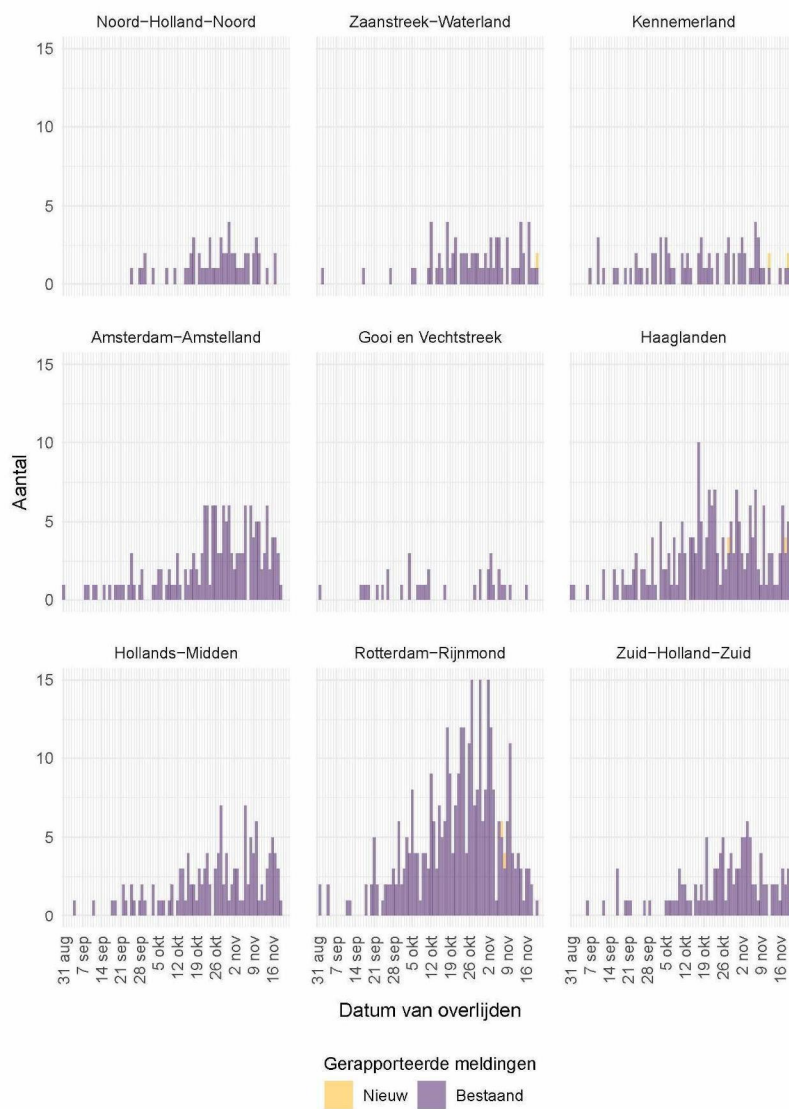 Noord-Holland-Noord
Zaanstreek-Waterland
Kennemerland
15
10
5
0
Amsterdam-Amstelland
Gooi en Vechtstreek
Haaglanden
15
10
5
0
Aantal
Hollands-Midden
Rotterdam-Rijnmond
Zuid-Holland-Zuid
15
10
5
0
31 aug
7 sep
14 sep
21 sep
28 sep
5 okt
12 okt
19 okt
26 okt
2 nov
9 nov
16 nov
31 aug
7 sep
14 sep
21 sep
28 sep
5 okt
12 okt
19 okt
26 okt
2 nov
9 nov
16 nov
31 aug
7 sep
14 sep
21 sep
28 sep
5 okt
12 okt
19 okt
26 okt
2 nov
9 nov
16 nov
Datum van overlijden
Gerapporteerde meldingen
Nieuw
Bestaand